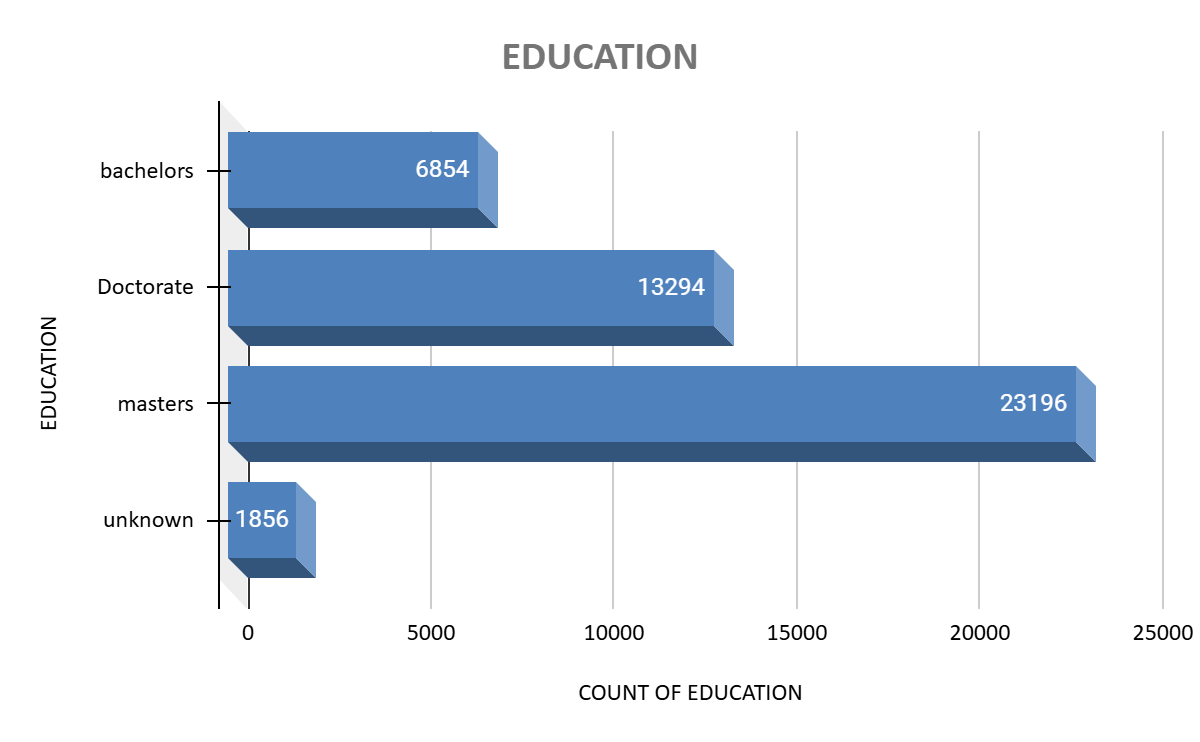 EDUCATION
bachelors
6854
Doctorate
13294
EDUCATION
masters
23196
unknown
1856
0 5000 10000 15000 20000 25000
COUNT OF EDUCATION